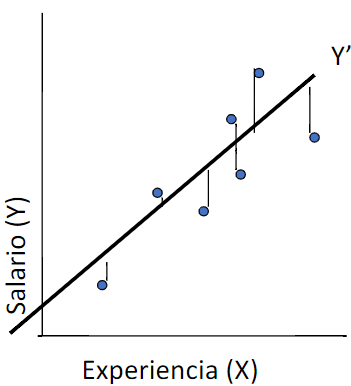 Y’
Salario (Y)
Experiencia (X)